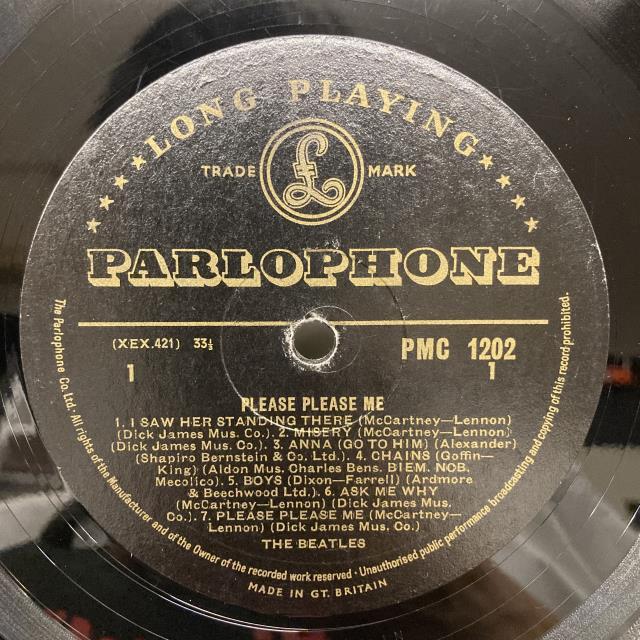 ★★★★LONG PLAYING★★★★
TRADE £ MARK
PARLOPHONE
(XEX.421) 33⅓
PMC 1202
1
1
PLEASE PLEASE ME
1. I SAW HER STANDING THERE (McCartney—Lennon)
(Dick James Mus. Co.). 2. MISERY (McCartney—Lennon)
(Dick James Mus. Co.). 3. ANNA (GO TO HIM) (Alexander)
(Shapiro Bernstein & Co. Ltd.). 4. CHAINS (Goffin—
King) (Aldon Mus. Charles Bens. BIEM. NOB.
Mecolico). 5. BOYS (Dixon—Farrell) (Ardmore
& Beechwood Ltd.). 6. ASK ME WHY
(McCartney—Lennon) (Dick James Mus.
Co.). 7. PLEASE PLEASE ME (McCartney—
Lennon) (Dick James Mus. Co.)
THE BEATLES
The Parlophone Co. Ltd. All rights of the Manufacturer and of the Owner of the recorded work reserved · Unauthorised public performance broadcasting and copying of this record prohibited.
MADE IN GT. BRITAIN